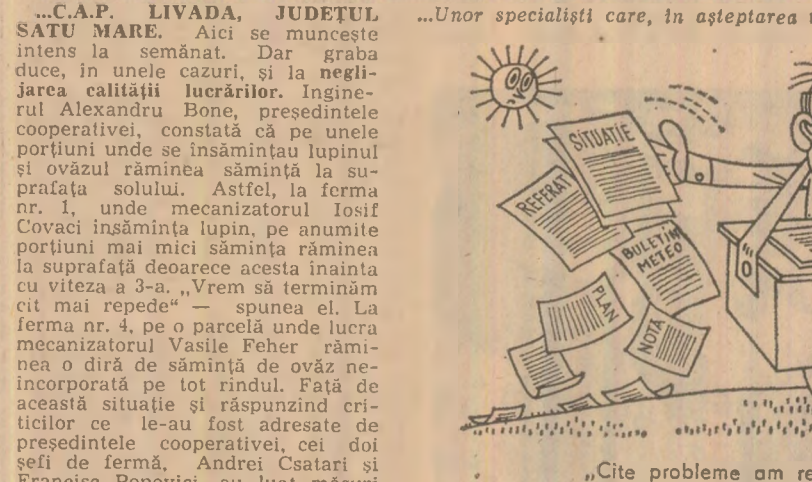 ...C.A.P. LIVADA, JUDEȚUL
SATU MARE. Aici se muncește
intens la semănat. Dar graba
duce, în unele cazuri, și la negli-
jarea calității lucrărilor. Ingine-
rul Alexandru Bone, președintele
cooperativei, constată că pe unele
porțiuni unde se însămînțau lupinul
și ovăzul rămînea sămînță la su-
prafața solului. Astfel, la ferma
nr. 1, unde mecanizatorul Iosif
Covaci însămînța lupin, pe anumite
porțiuni mai mici sămînța rămînea
la suprafață deoarece acesta înainta
cu viteza a 3-a. „Vrem să terminăm
cît mai repede“ — spunea el. La
ferma nr. 4, pe o parcelă unde lucra
mecanizatorul Vasile Feher rămî-
nea o dîră de sămînță de ovăz ne-
incorporată pe tot rîndul. Față de
această situație și răspunzînd cri-
ticilor ce le-au fost adresate de
președintele cooperativei, cei doi
șefi de fermă, Andrei Csatari și
Popovici, au luat măsuri
...Unor specialiști care, în așteptarea
SITUAȚIE
REFERAT
BULETIN
METEO
PLAN
NOTĂ
„Cîte probleme am re